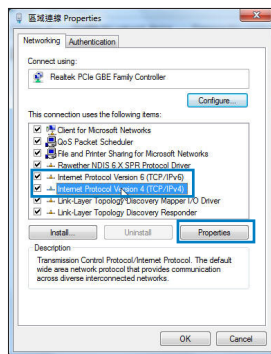 區域連線 Properties
Networking Authentication
Connect using:
Realtek PCIe GBE Family Controller
Configure...
This connection uses the following items:
Client for Microsoft Networks
QoS Packet Scheduler
File and Printer Sharing for Microsoft Networks
Rawether NDIS 6.X SPR Protocol Driver
Internet Protocol Version 6 (TCP/IPv6)
Internet Protocol Version 4 (TCP/IPv4)
Link-Layer Topology Discovery Mapper I/O Driver
Link-Layer Topology Discovery Responder
Install... Uninstall Properties
Description
Transmission Control Protocol/Internet Protocol. The default
wide area network protocol that provides communication
across diverse interconnected networks.
OK Cancel